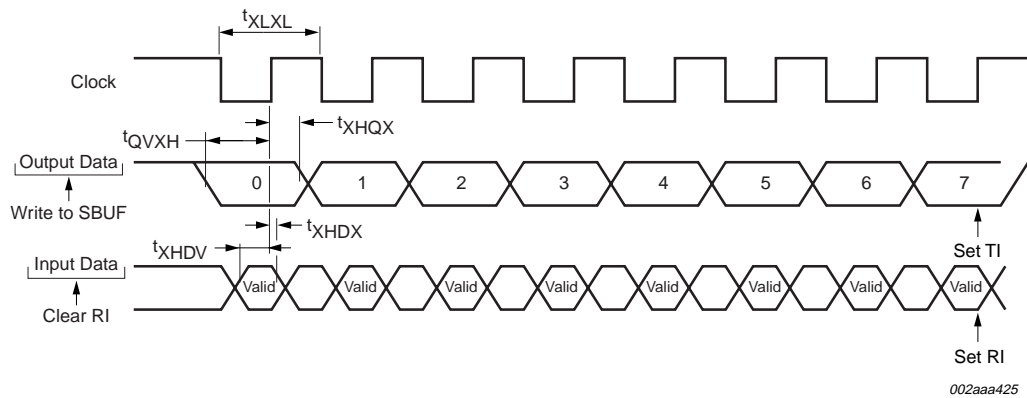 tXLXL
Clock
tQVXH
tXHQX
Output Data
0 1 2 3 4 5 6 7
Write to SBUF
tXHDX
tXHDV
Set TI
Input Data
Valid Valid Valid Valid Valid Valid Valid Valid
Clear RI
Set RI
002aaa425